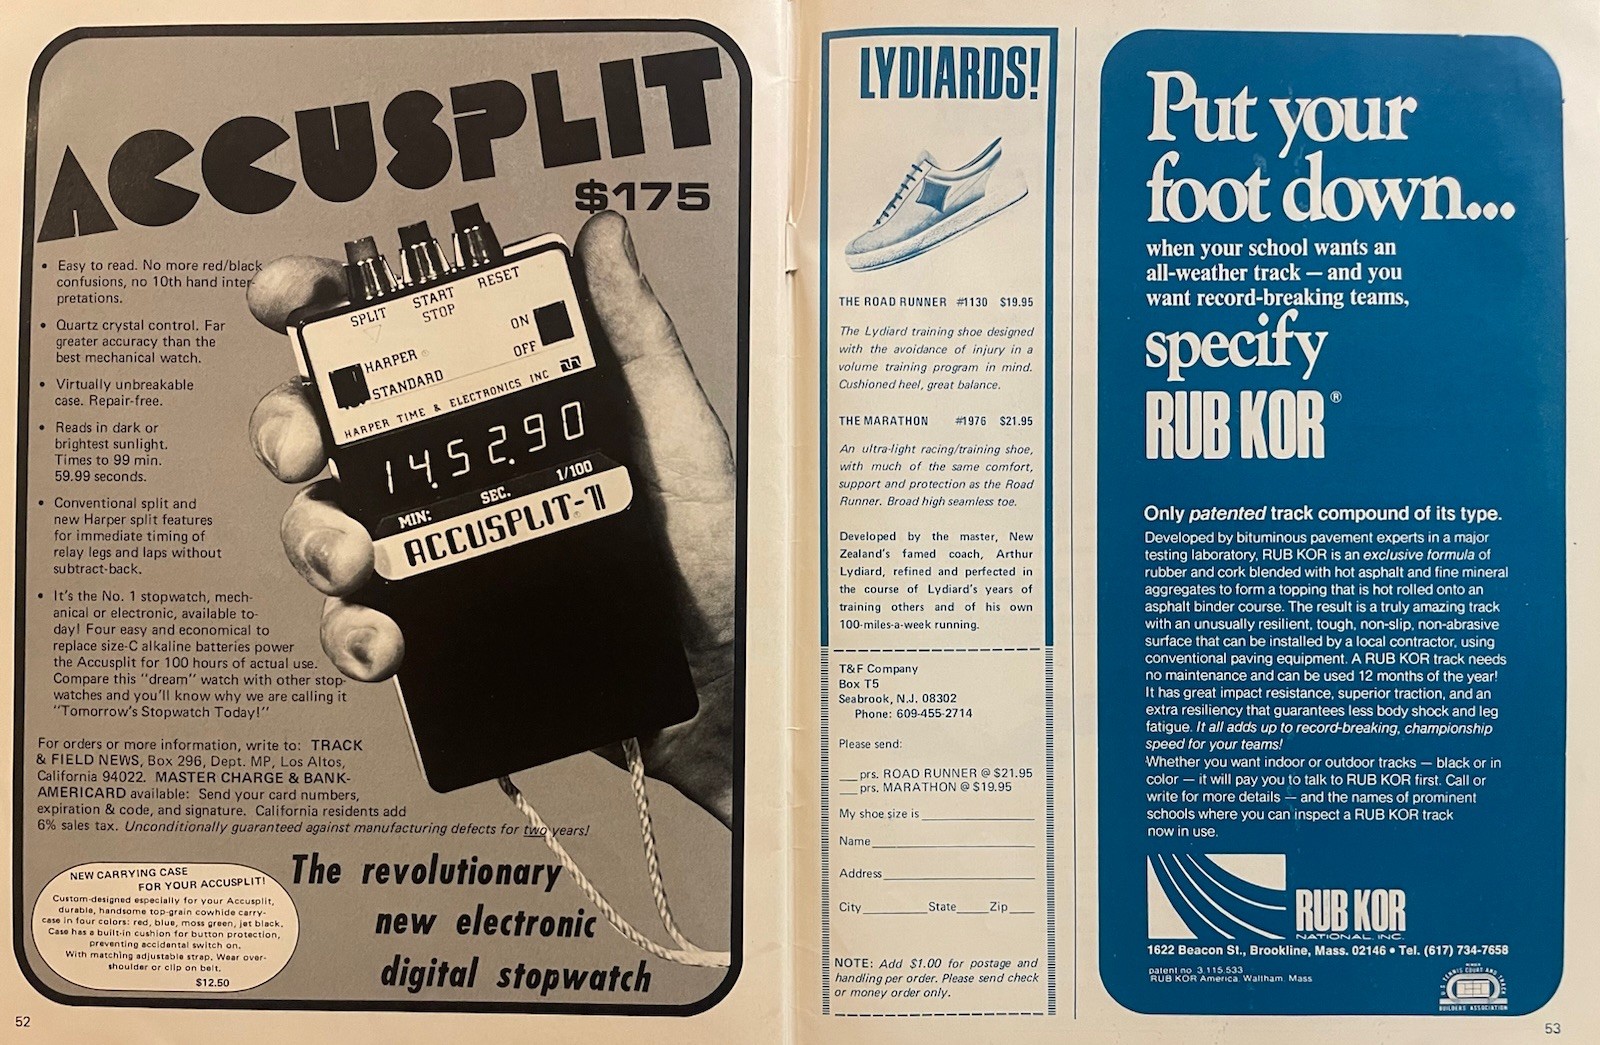 ACCUSPLIT
$175
• Easy to read. No more red/black
confusions, no 10th hand inter-
pretations.
• Quartz crystal control. Far
greater accuracy than the
best mechanical watch.
• Virtually unbreakable
case. Repair-free.
• Reads in dark or
brightest sunlight.
Times to 99 min.
59.99 seconds.
• Conventional split and
new Harper split features
for immediate timing of
relay legs and laps without
subtract-back.
• It's the No. 1 stopwatch, mech-
anical or electronic, available to-
day! Four easy and economical to
replace size-C alkaline batteries power
the Accusplit for 100 hours of actual use.
Compare this "dream" watch with other stop-
watches and you'll know why we are calling it
"Tomorrow's Stopwatch Today!"
SPLIT
START
STOP
RESET
ON
OFF
HARPER
STANDARD
HARPER TIME & ELECTRONICS INC
14.52.90
MIN: SEC. 1/100
ACCUSPLIT-1
For orders or more information, write to: TRACK
& FIELD NEWS, Box 296, Dept. MP, Los Altos,
California 94022. MASTER CHARGE & BANK-
AMERICARD available: Send your card numbers,
expiration & code, and signature. California residents add
6% sales tax. Unconditionally guaranteed against manufacturing defects for two years!
NEW CARRYING CASE
FOR YOUR ACCUSPLIT!
Custom-designed especially for your Accusplit,
durable, handsome top-grain cowhide carry-
case in four colors: red, blue, moss green, jet black.
Case has a built-in cushion for button protection,
preventing accidental switch on.
With matching adjustable strap. Wear over-
shoulder or clip on belt.
$12.50
The revolutionary
new electronic
digital stopwatch
52
LYDIARDS!
THE ROAD RUNNER #1130 $19.95
The Lydiard training shoe designed
with the avoidance of injury in a
volume training program in mind.
Cushioned heel, great balance.
THE MARATHON #1976 $21.95
An ultra-light racing/training shoe,
with much of the same comfort,
support and protection as the Road
Runner. Broad high seamless toe.
Developed by the master, New
Zealand's famed coach, Arthur
Lydiard, refined and perfected in
the course of Lydiard's years of
training others and of his own
100-miles-a-week running.
T&F Company
Box T5
Seabrook, N.J. 08302
Phone: 609-455-2714
Please send:
___prs. ROAD RUNNER @ $21.95
___prs. MARATHON @ $19.95
My shoe size is
Name
Address
City State Zip
NOTE: Add $1.00 for postage and
handling per order. Please send check
or money order only.
Put your
foot down...
when your school wants an
all-weather track — and you
want record-breaking teams,
specify
RUB KOR®
Only patented track compound of its type.
Developed by bituminous pavement experts in a major
testing laboratory, RUB KOR is an exclusive formula of
rubber and cork blended with hot asphalt and fine mineral
aggregates to form a topping that is hot rolled onto an
asphalt binder course. The result is a truly amazing track
with an unusually resilient, tough, non-slip, non-abrasive
surface that can be installed by a local contractor, using
conventional paving equipment. A RUB KOR track needs
no maintenance and can be used 12 months of the year!
It has great impact resistance, superior traction, and an
extra resiliency that guarantees less body shock and leg
fatigue. It all adds up to record-breaking, championship
speed for your teams!
Whether you want indoor or outdoor tracks — black or in
color — it will pay you to talk to RUB KOR first. Call or
write for more details — and the names of prominent
schools where you can inspect a RUB KOR track
now in use.
RUB KOR
NATIONAL, INC.
1622 Beacon St., Brookline, Mass. 02146 • Tel. (617) 734-7658
patent no 3,115,533
RUB KOR America, Waltham, Mass
U.S. TENNIS COURT AND TRACK
BUILDERS ASSOCIATION
53